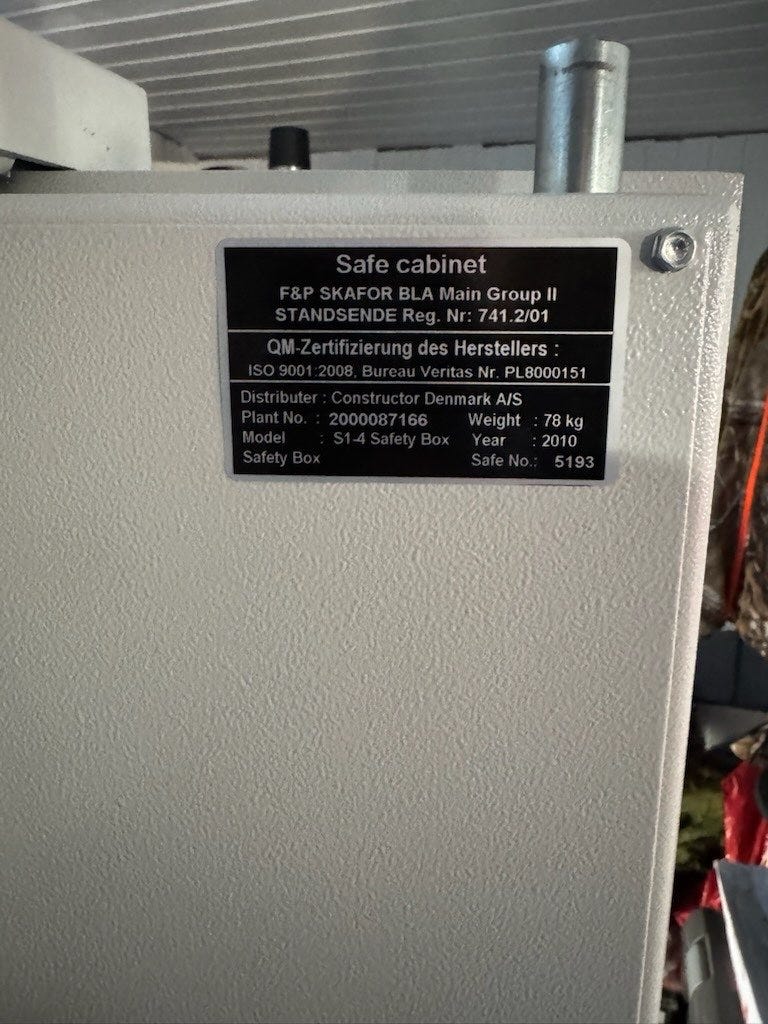 Safe cabinet
F&P SKAFOR BLA Main Group II
STANDSENDE Reg. Nr: 741.2/01
QM-Zertifizierung des Herstellers :
ISO 9001:2008, Bureau Veritas Nr. PL8000151
Distributer : Constructor Denmark A/S
Plant No. : 2000087166 Weight : 78 kg
Model : S1-4 Safety Box Year : 2010
Safety Box Safe No.: 5193